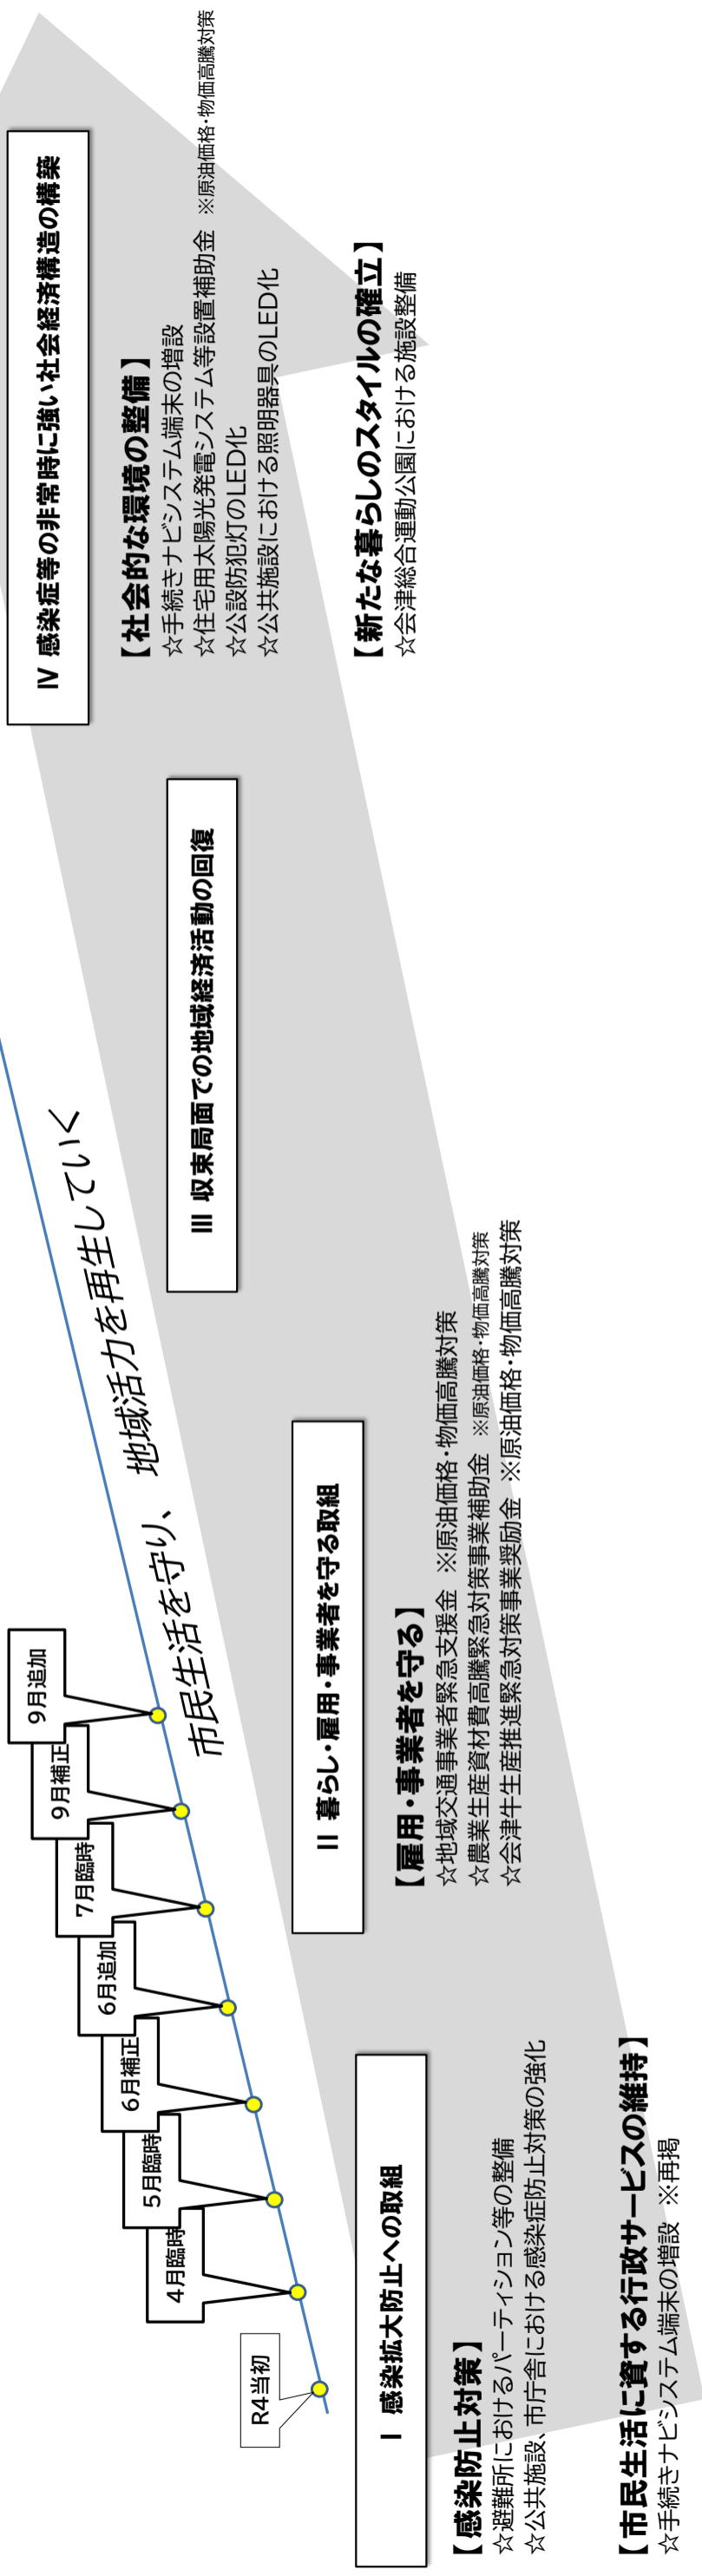 R4当初
4月臨時
5月臨時
6月補正
6月追加
7月臨時
9月補正
9月追加
市民生活を守り、 地域活力を再生していく
Ⅰ 感染拡大防止への取組
【感染防止対策】
☆避難所におけるパーティション等の整備
☆公共施設、市庁舎における感染症防止対策の強化
【市民生活に資する行政サービスの維持】
☆手続きナビシステム端末の増設 ※再掲
Ⅱ 暮らし・雇用・事業者を守る取組
【雇用・事業者を守る】
☆地域交通事業者緊急支援金 ※原油価格・物価高騰対策
☆農業生産資材費高騰緊急対策事業補助金 ※原油価格・物価高騰対策
☆会津牛生産推進緊急対策事業奨励金 ※原油価格・物価高騰対策
Ⅲ 収束局面での地域経済活動の回復
Ⅳ 感染症等の非常時に強い社会経済構造の構築
【社会的な環境の整備】
☆手続きナビシステム端末の増設
☆住宅用太陽光発電システム等設置補助金 ※原油価格・物価高騰対策
☆公設防犯灯のLED化
☆公共施設における照明器具のLED化
【新たな暮らしのスタイルの確立】
☆会津総合運動公園における施設整備